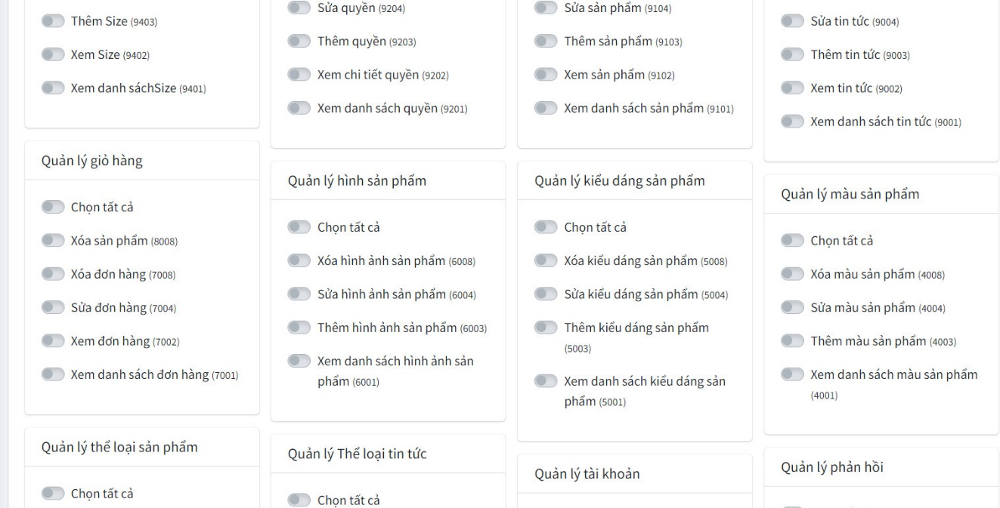 Thêm Size (9403)
Xem Size (9402)
Xem danh sáchSize (9401)
Quản lý giỏ hàng
Chọn tất cả
Xóa sản phẩm (8008)
Xóa đơn hàng (7008)
Sửa đơn hàng (7004)
Xem đơn hàng (7002)
Xem danh sách đơn hàng (7001)
Quản lý thể loại sản phẩm
Chọn tất cả
Sửa quyền (9204)
Thêm quyền (9203)
Xem chi tiết quyền (9202)
Xem danh sách quyền (9201)
Quản lý hình sản phẩm
Chọn tất cả
Xóa hình ảnh sản phẩm (6008)
Sửa hình ảnh sản phẩm (6004)
Thêm hình ảnh sản phẩm (6003)
Xem danh sách hình ảnh sản
phẩm (6001)
Quản lý Thể loại tin tức
Chọn tất cả
Sửa sản phẩm (9104)
Thêm sản phẩm (9103)
Xem sản phẩm (9102)
Xem danh sách sản phẩm (9101)
Quản lý kiểu dáng sản phẩm
Chọn tất cả
Xóa kiểu dáng sản phẩm (5008)
Sửa kiểu dáng sản phẩm (5004)
Thêm kiểu dáng sản phẩm
(5003)
Xem danh sách kiểu dáng sản
phẩm (5001)
Quản lý tài khoản
Sửa tin tức (9004)
Thêm tin tức (9003)
Xem tin tức (9002)
Xem danh sách tin tức (9001)
Quản lý màu sản phẩm
Chọn tất cả
Xóa màu sản phẩm (4008)
Sửa màu sản phẩm (4004)
Thêm màu sản phẩm (4003)
Xem danh sách màu sản phẩm
(4001)
Quản lý phản hồi